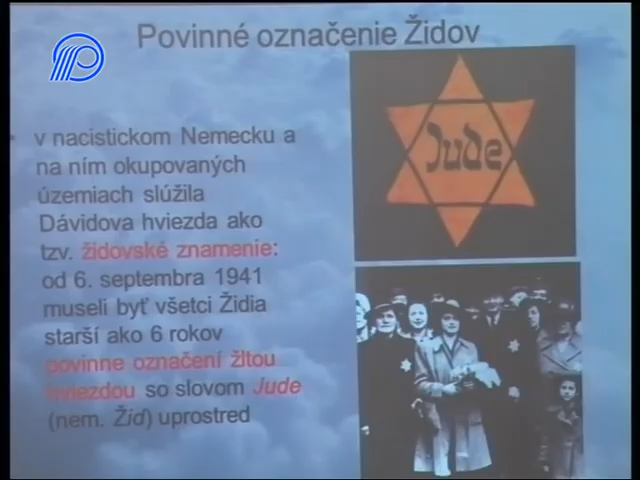 Povinné označenie Židov
v nacistickom Nemecku a
na ním okupovaných
územiach slúžila
Dávidova hviezda ako
tzv. židovské znamenie:
od 6. septembra 1941
museli byť všetci Židia
starší ako 6 rokov
povinne označení žltou
hviezdou so slovom Jude
(nem. Žid) uprostred
Jude